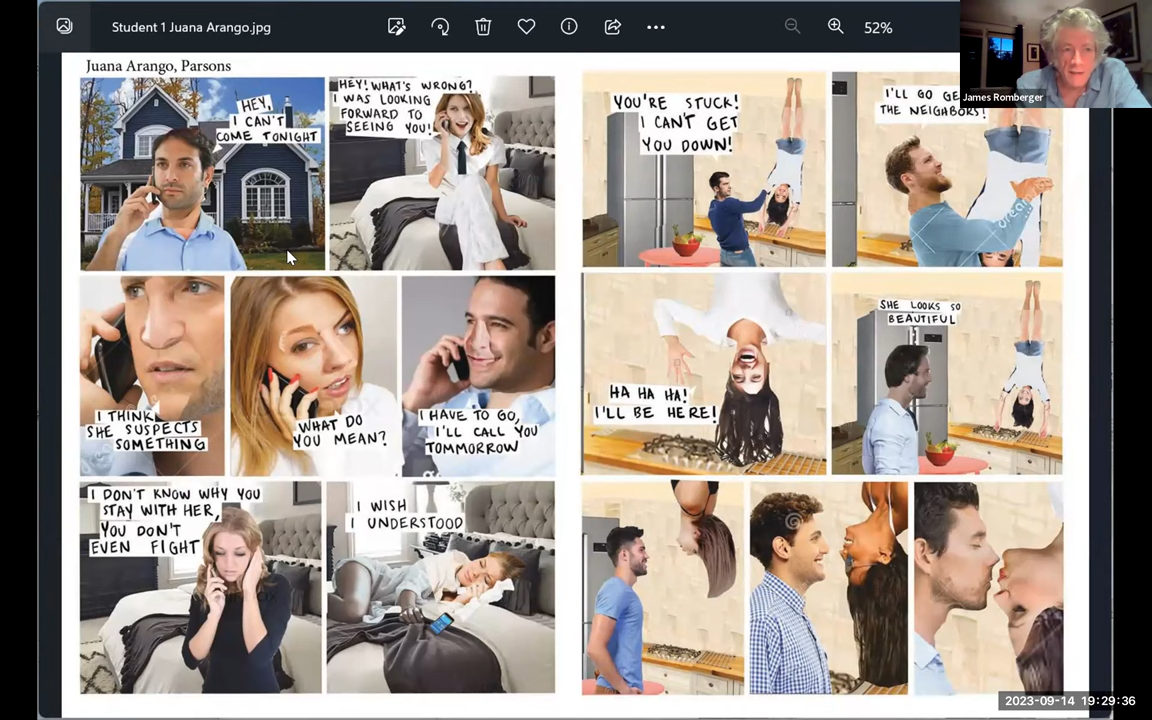 Student 1 Juana Arango.jpg
52%
James Romberger
Juana Arango, Parsons
HEY,
I CAN'T
COME TONIGHT
HEY! WHAT'S WRONG?
I WAS LOOKING
FORWARD TO
SEEING YOU!
I THINK
SHE SUSPECTS
SOMETHING
WHAT DO
YOU MEAN?
I HAVE TO GO,
I'LL CALL YOU
TOMMORROW
I DON'T KNOW WHY YOU
STAY WITH HER,
YOU DON'T
EVEN FIGHT
I WISH
I UNDERSTOOD
YOU'RE STUCK!
I CAN'T GET
YOU DOWN!
I'LL GO
THE NEIGHBORS!
HA HA HA!
I'LL BE HERE!
SHE LOOKS SO
BEAUTIFUL
2023-09-14 19:29:36